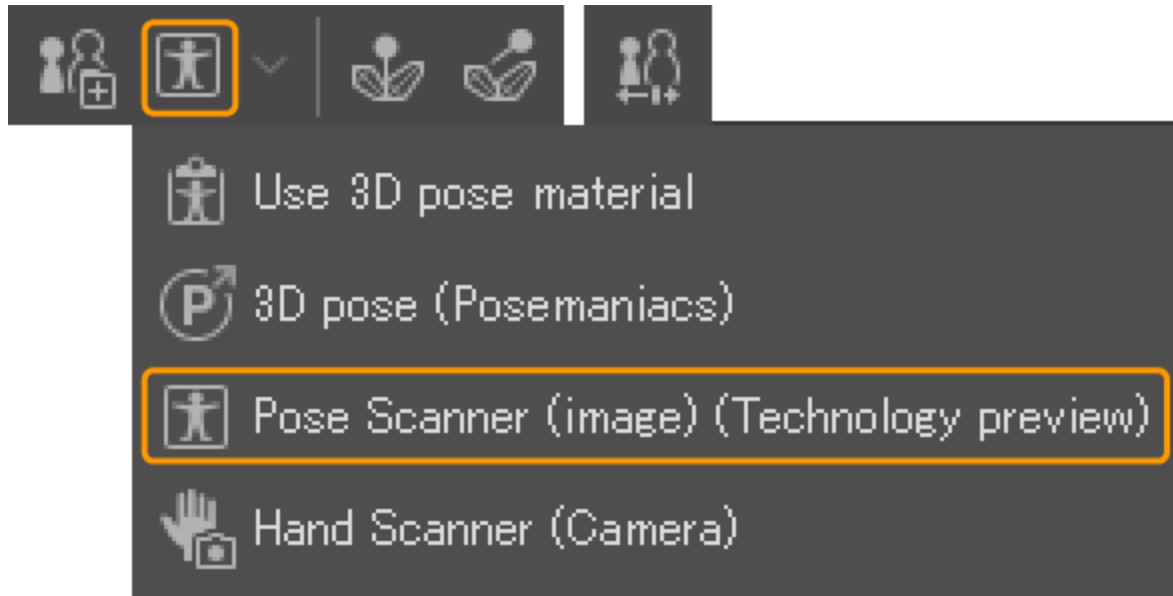 Use 3D pose material
3D pose (Posemaniacs)
Pose Scanner (image) (Technology preview)
Hand Scanner (Camera)